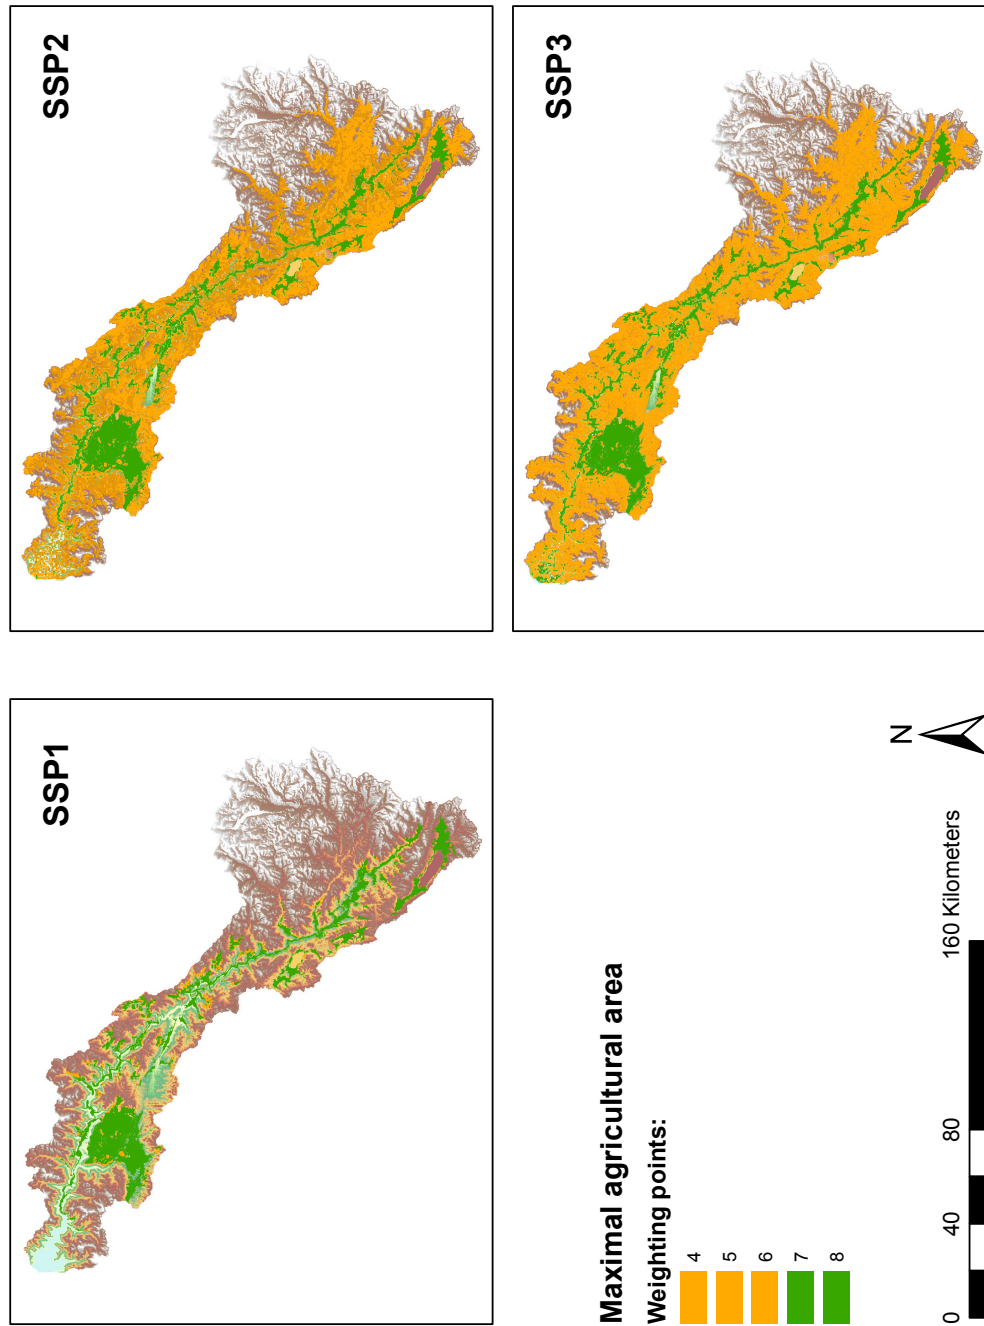 SSP1
SSP2
Maximal agricultural area
Weighting points:
4
5
6
7
8
SSP3
N
0 40 80 160 Kilometers